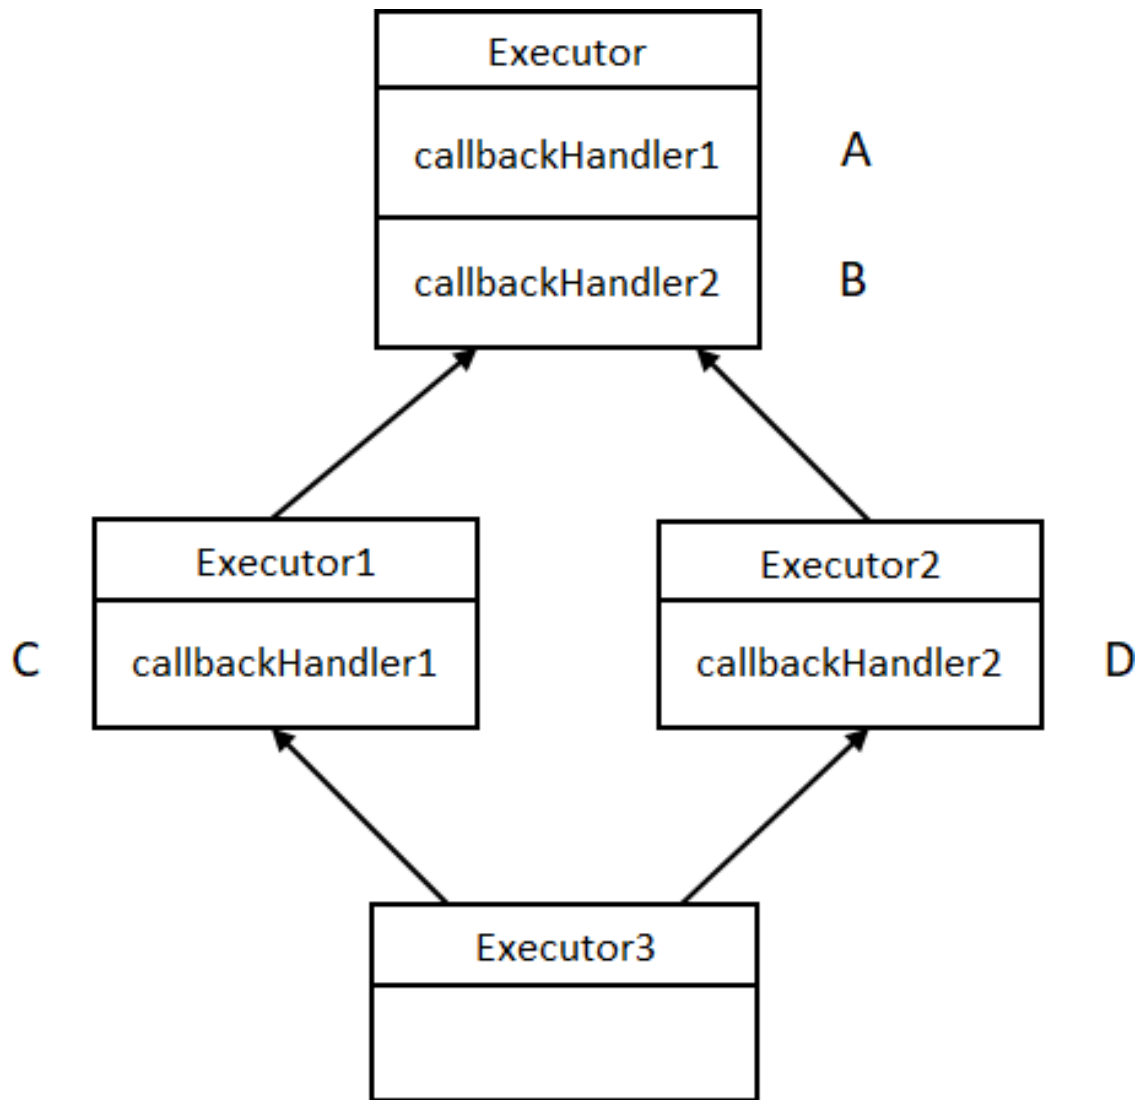 Executor
callbackHandler1
A
callbackHandler2
B
Executor1
Executor2
C
callbackHandler1
callbackHandler2
D
Executor3